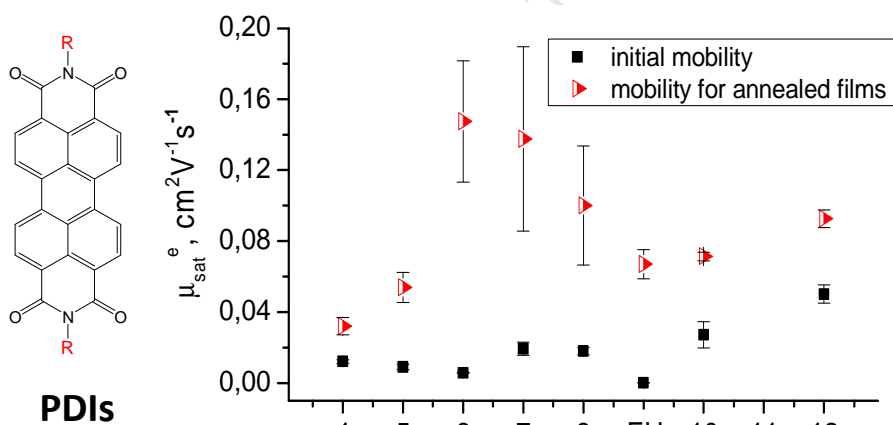 R
O N O
O N O
R
PDIs
μsat^e, cm²V⁻¹s⁻¹
0,20
0,16
0,12
0,08
0,04
0,00
initial mobility
mobility for annealed films